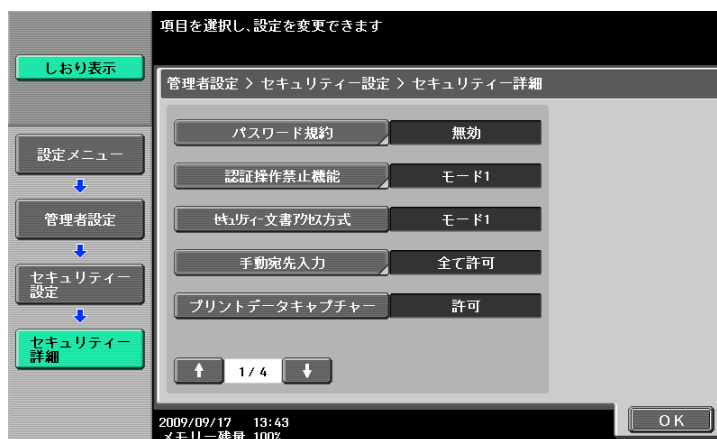 項目を選択し、設定を変更できます
しおり表示
管理者設定 > セキュリティー設定 > セキュリティー詳細
パスワード規約 無効
設定メニュー
認証操作禁止機能 モード1
管理者設定
セキュリティー文書アクセス方式 モード1
手動宛先入力 全て許可
セキュリティー
設定
プリントデータキャプチャー 許可
セキュリティー
詳細
↑ 1/4 ↓
2009/09/17 13:43
メモリー残量 100%
OK